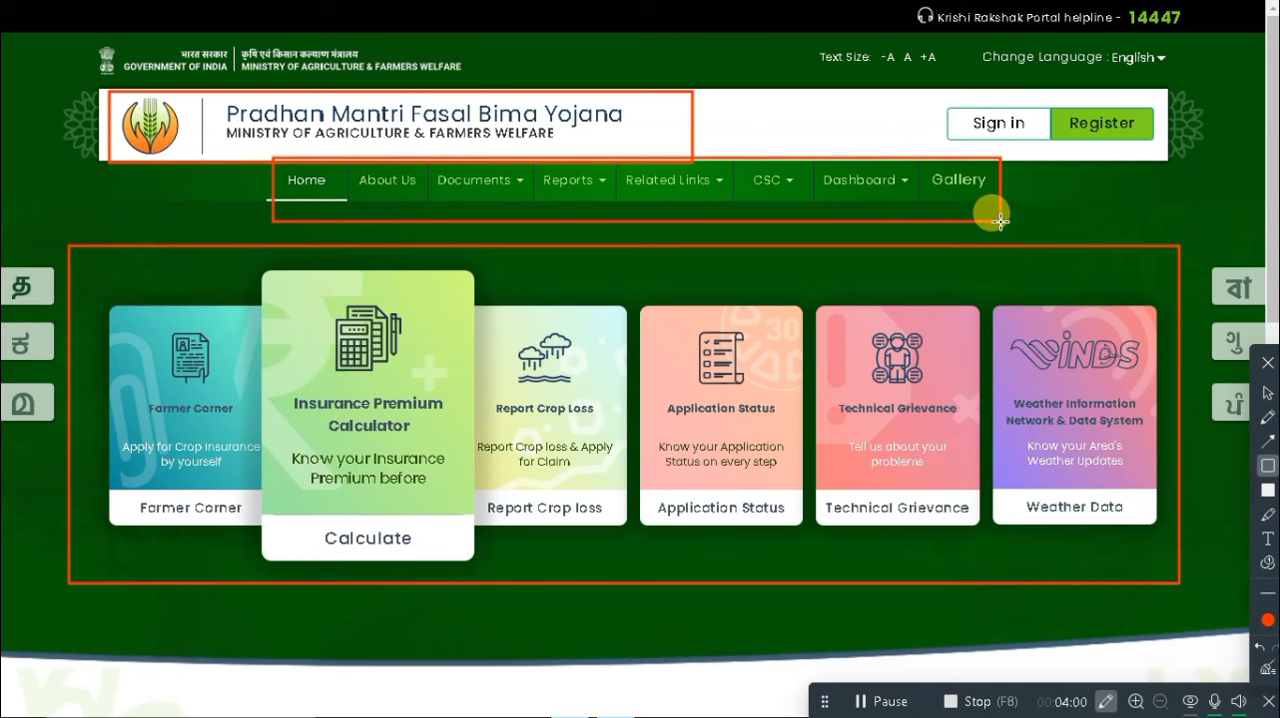 Krishi Rakshak Portal helpline - 14447
भारत सरकार
GOVERNMENT OF INDIA
कृषि एवं किसान कल्याण मंत्रालय
MINISTRY OF AGRICULTURE & FARMERS WELFARE
Text Size: -A A +A
Change Language : English
Pradhan Mantri Fasal Bima Yojana
MINISTRY OF AGRICULTURE & FARMERS WELFARE
Sign in
Register
Home About Us Documents Reports Related Links CSC Dashboard Gallery
த
ವ
മ
বা
ગુ
ਪੰ
Farmer Corner
Apply for Crop Insurance
by yourself
Farmer Corner
Insurance Premium
Calculator
Know your Insurance
Premium before
Calculate
Report Crop Loss
Report Crop loss & Apply
for Claim
Report Crop loss
30
Application Status
Know your Application
Status on every step
Application Status
Technical Grievance
Tell us about your
problems
Technical Grievance
WINDS
Weather Information
Network & Data System
Know your Area's
Weather Updates
Weather Data
Pause
Stop (F8)
00:04:00